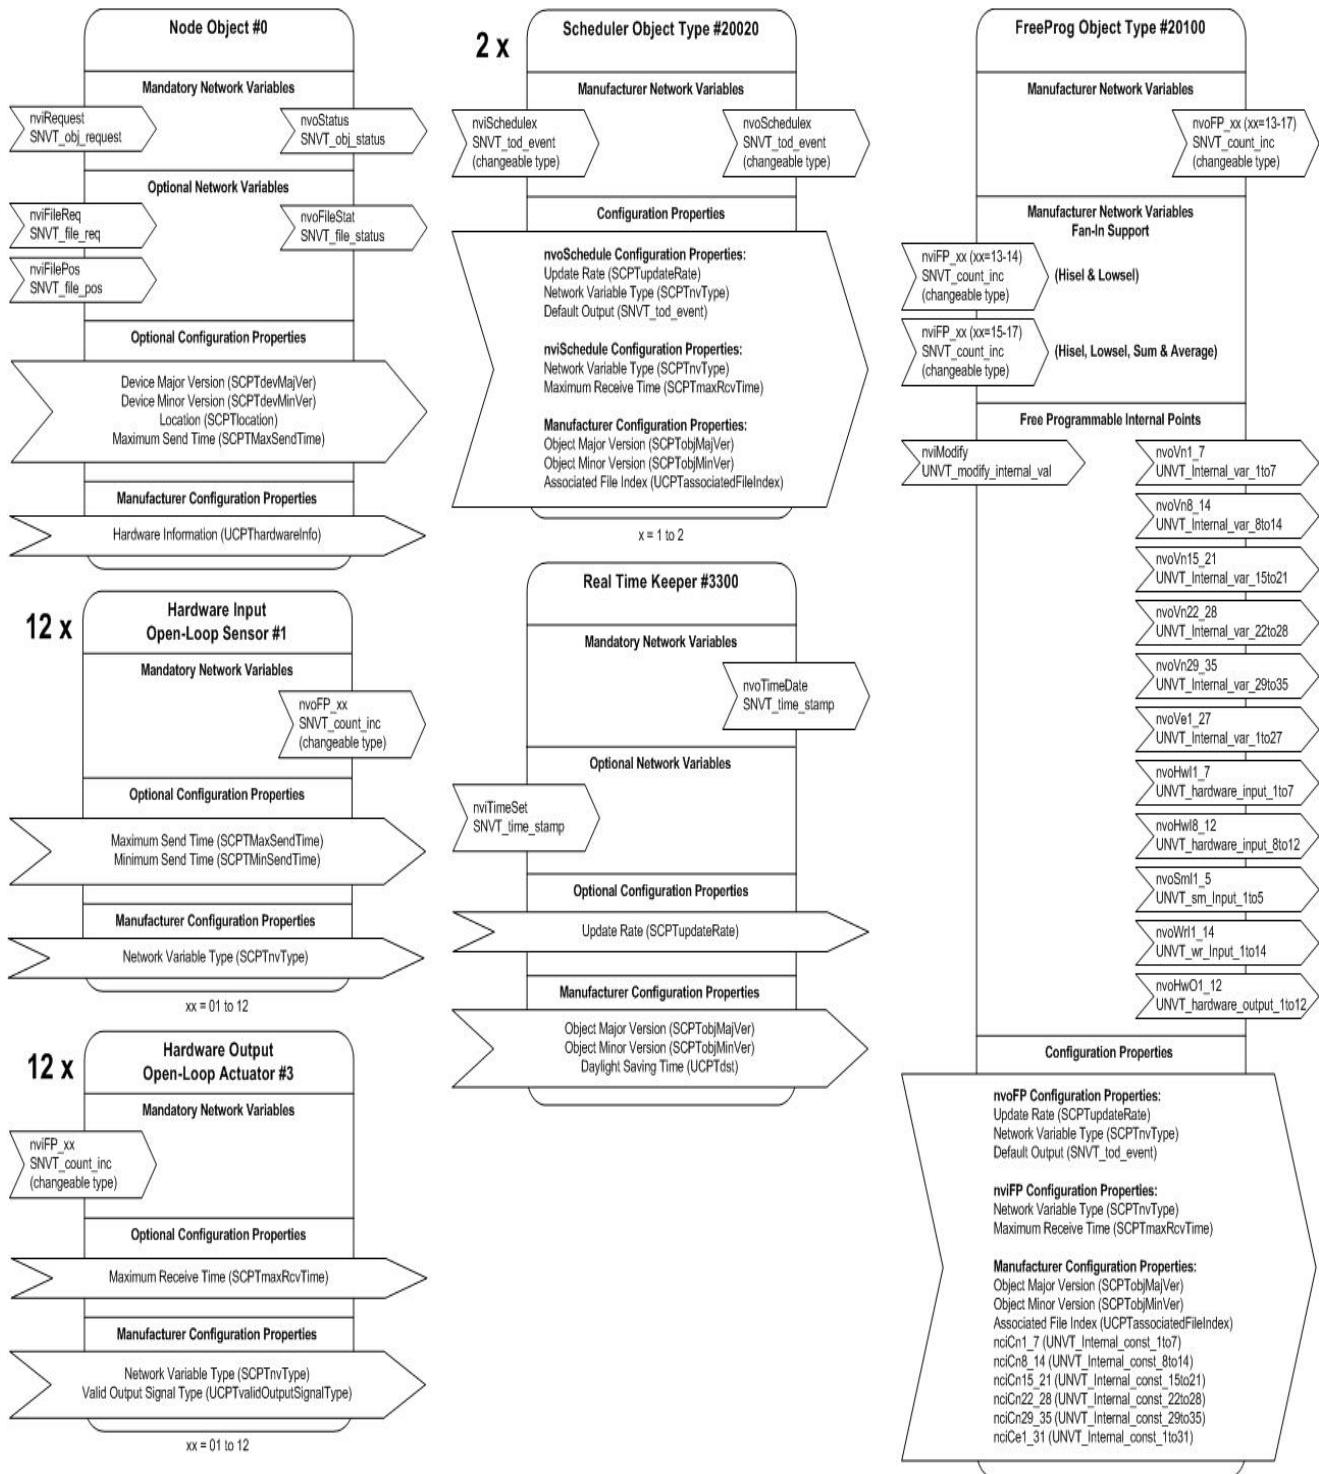 Node Object #0
Mandatory Network Variables
nviRequest
SNVT_obj_request
nvoStatus
SNVT_obj_status
Optional Network Variables
nviFileReq
SNVT_file_req
nvoFileStat
SNVT_file_status
nviFilePos
SNVT_file_pos
Optional Configuration Properties
Device Major Version (SCPTdevMajVer)
Device Minor Version (SCPTdevMinVer)
Location (SCPTlocation)
Maximum Send Time (SCPTMaxSendTime)
Manufacturer Configuration Properties
Hardware Information (UCPThardwareInfo)
12 x
Hardware Input
Open-Loop Sensor #1
Mandatory Network Variables
nvoFP_xx
SNVT_count_inc
(changeable type)
Optional Configuration Properties
Maximum Send Time (SCPTMaxSendTime)
Minimum Send Time (SCPTMinSendTime)
Manufacturer Configuration Properties
Network Variable Type (SCPTnvType)
xx = 01 to 12
12 x
Hardware Output
Open-Loop Actuator #3
Mandatory Network Variables
nviFP_xx
SNVT_count_inc
(changeable type)
Optional Configuration Properties
Maximum Receive Time (SCPTmaxRcvTime)
Manufacturer Configuration Properties
Network Variable Type (SCPTnvType)
Valid Output Signal Type (UCPTvalidOutputSignalType)
xx = 01 to 12
2 x
Scheduler Object Type #20020
Manufacturer Network Variables
nviSchedulex
SNVT_tod_event
(changeable type)
nvoSchedulex
SNVT_tod_event
(changeable type)
Configuration Properties
nvoSchedule Configuration Properties:
Update Rate (SCPTupdateRate)
Network Variable Type (SCPTnvType)
Default Output (SNVT_tod_event)
nviSchedule Configuration Properties:
Network Variable Type (SCPTnvType)
Maximum Receive Time (SCPTmaxRcvTime)
Manufacturer Configuration Properties:
Object Major Version (SCPTobjMajVer)
Object Minor Version (SCPTobjMinVer)
Associated File Index (UCPTassociatedFileIndex)
x = 1 to 2
Real Time Keeper #3300
Mandatory Network Variables
nvoTimeDate
SNVT_time_stamp
Optional Network Variables
nviTimeSet
SNVT_time_stamp
Optional Configuration Properties
Update Rate (SCPTupdateRate)
Manufacturer Configuration Properties
Object Major Version (SCPTobjMajVer)
Object Minor Version (SCPTobjMinVer)
Daylight Saving Time (UCPTdst)
FreeProg Object Type #20100
Manufacturer Network Variables
nvoFP_xx (xx=13-17)
SNVT_count_inc
(changeable type)
Manufacturer Network Variables
Fan-In Support
nviFP_xx (xx=13-14)
SNVT_count_inc
(changeable type)
(Hisel & Lowsel)
nviFP_xx (xx=15-17)
SNVT_count_inc
(changeable type)
(Hisel, Lowsel, Sum & Average)
Free Programmable Internal Points
nviModify
UNVT_modify_internal_val
nvoVn1_7
UNVT_Internal_var_1to7
nvoVn8_14
UNVT_Internal_var_8to14
nvoVn15_21
UNVT_Internal_var_15to21
nvoVn22_28
UNVT_Internal_var_22to28
nvoVn29_35
UNVT_Internal_var_29to35
nvoVe1_27
UNVT_Internal_var_1to27
nvoHwI1_7
UNVT_hardware_input_1to7
nvoHwI8_12
UNVT_hardware_input_8to12
nvoSmI1_5
UNVT_sm_Input_1to5
nvoWrI1_14
UNVT_wr_Input_1to14
nvoHwO1_12
UNVT_hardware_output_1to12
Configuration Properties
nvoFP Configuration Properties:
Update Rate (SCPTupdateRate)
Network Variable Type (SCPTnvType)
Default Output (SNVT_tod_event)
nviFP Configuration Properties:
Network Variable Type (SCPTnvType)
Maximum Receive Time (SCPTmaxRcvTime)
Manufacturer Configuration Properties:
Object Major Version (SCPTobjMajVer)
Object Minor Version (SCPTobjMinVer)
Associated File Index (UCPTassociatedFileIndex)
nciCn1_7 (UNVT_Internal_const_1to7)
nciCn8_14 (UNVT_Internal_const_8to14)
nciCn15_21 (UNVT_Internal_const_15to21)
nciCn22_28 (UNVT_Internal_const_22to28)
nciCn29_35 (UNVT_Internal_const_29to35)
nciCe1_31 (UNVT_Internal_const_1to31)